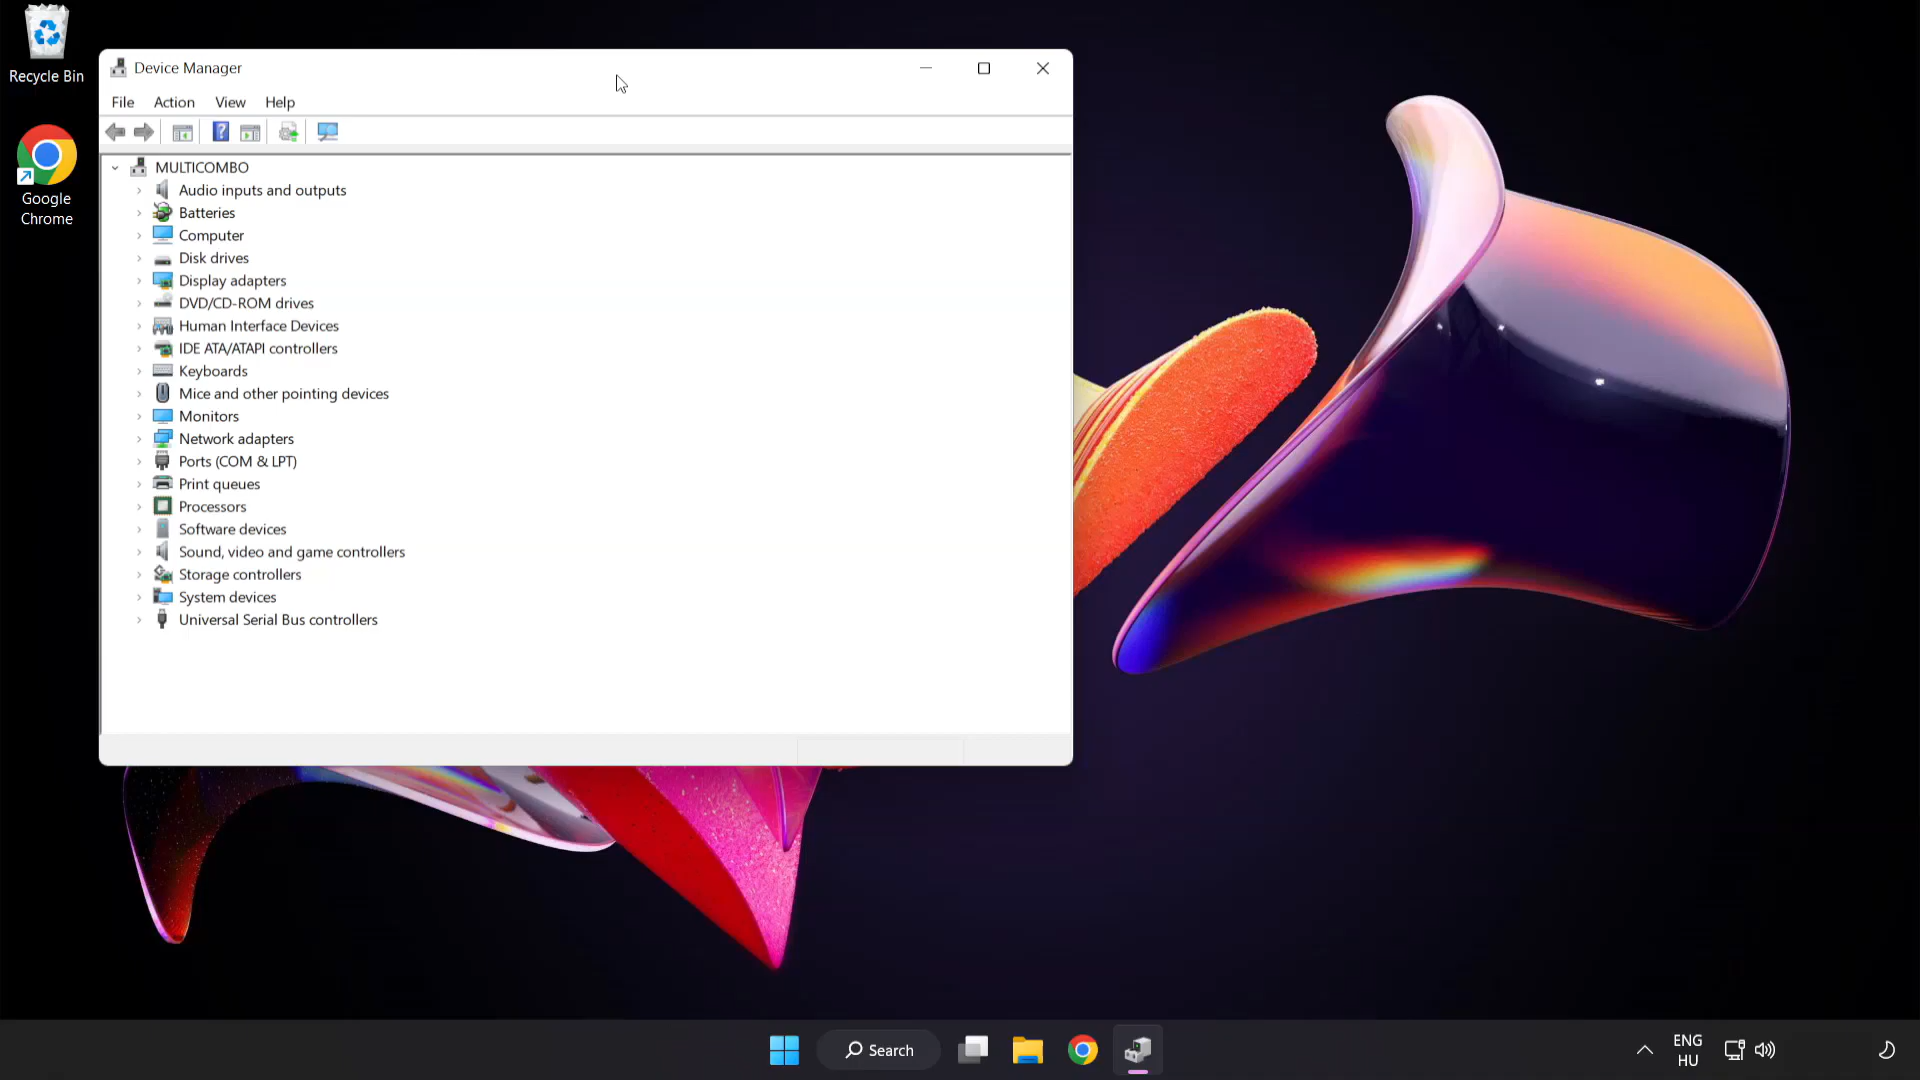 Recycle Bin
Google
Chrome
Device Manager
File Action View Help
MULTICOMBO
Audio inputs and outputs
Batteries
Computer
Disk drives
Display adapters
DVD/CD-ROM drives
Human Interface Devices
IDE ATA/ATAPI controllers
Keyboards
Mice and other pointing devices
Monitors
Network adapters
Ports (COM & LPT)
Print queues
Processors
Software devices
Sound, video and game controllers
Storage controllers
System devices
Universal Serial Bus controllers
Search
ENG
HU